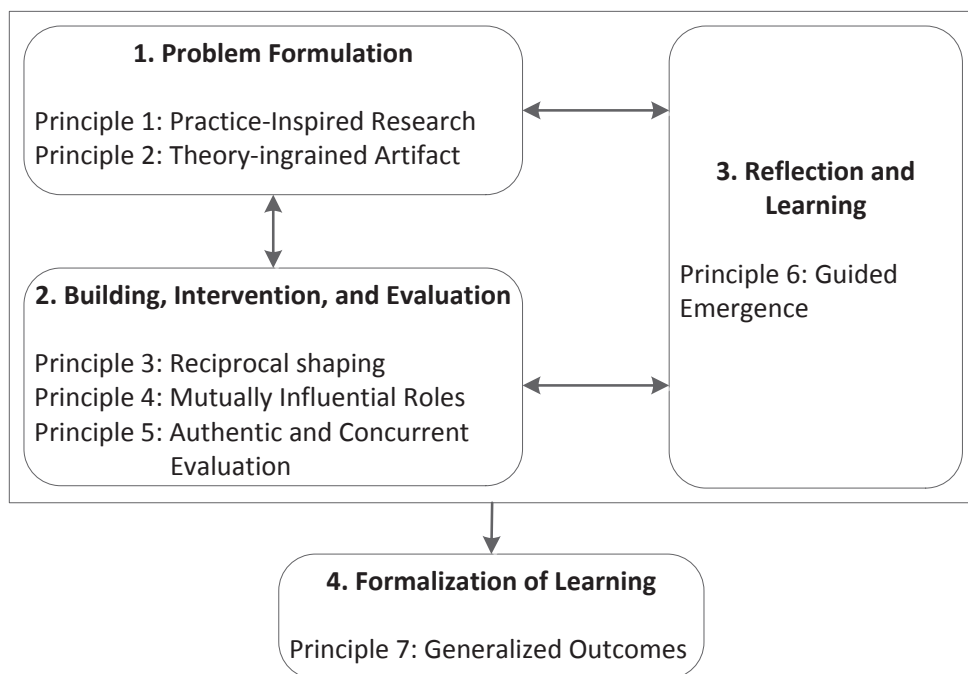 1. Problem Formulation
Principle 1: Practice-Inspired Research
Principle 2: Theory-ingrained Artifact
2. Building, Intervention, and Evaluation
Principle 3: Reciprocal shaping
Principle 4: Mutually Influential Roles
Principle 5: Authentic and Concurrent
Evaluation
3. Reflection and
Learning
Principle 6: Guided
Emergence
4. Formalization of Learning
Principle 7: Generalized Outcomes